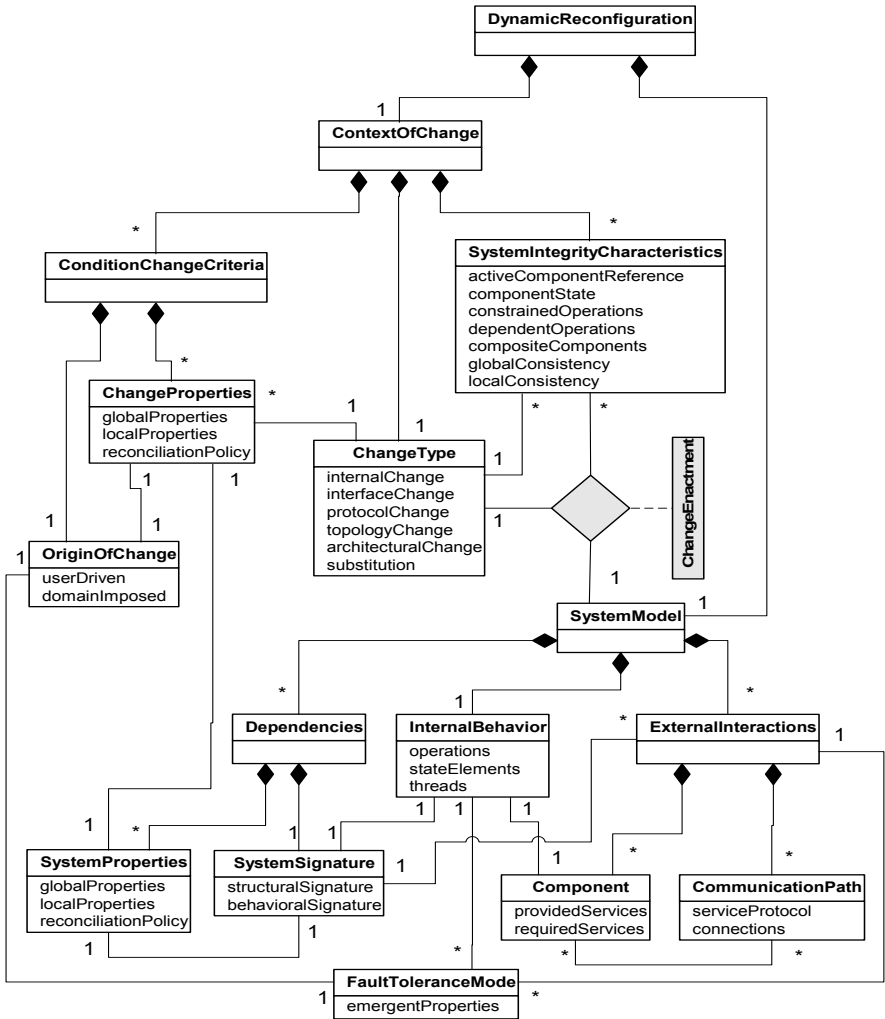 DynamicReconfiguration
1
ContextOfChange
*
*
ConditionChangeCriteria
SystemIntegrityCharacteristics
activeComponentReference
componentState
constrainedOperations
dependentOperations
compositeComponents
globalConsistency
localConsistency
*
ChangeProperties
globalProperties
localProperties
reconciliationPolicy
*
1
1
*
*
ChangeType
internalChange
interfaceChange
protocolChange
topologyChange
architecturalChange
substitution
1
1
ChangeEnactment
1
1
1
1
1
1
OriginOfChange
userDriven
domainImposed
1
1
SystemModel
*
1
*
Dependencies
InternalBehavior
operations
stateElements
threads
*
ExternalInteractions
1
1
*
1
1
1
1
1
1
1
*
*
SystemProperties
globalProperties
localProperties
reconciliationPolicy
SystemSignature
structuralSignature
behavioralSignature
Component
providedServices
requiredServices
CommunicationPath
serviceProtocol
connections
1
1
*
*
*
1
FaultToleranceMode
emergentProperties
*